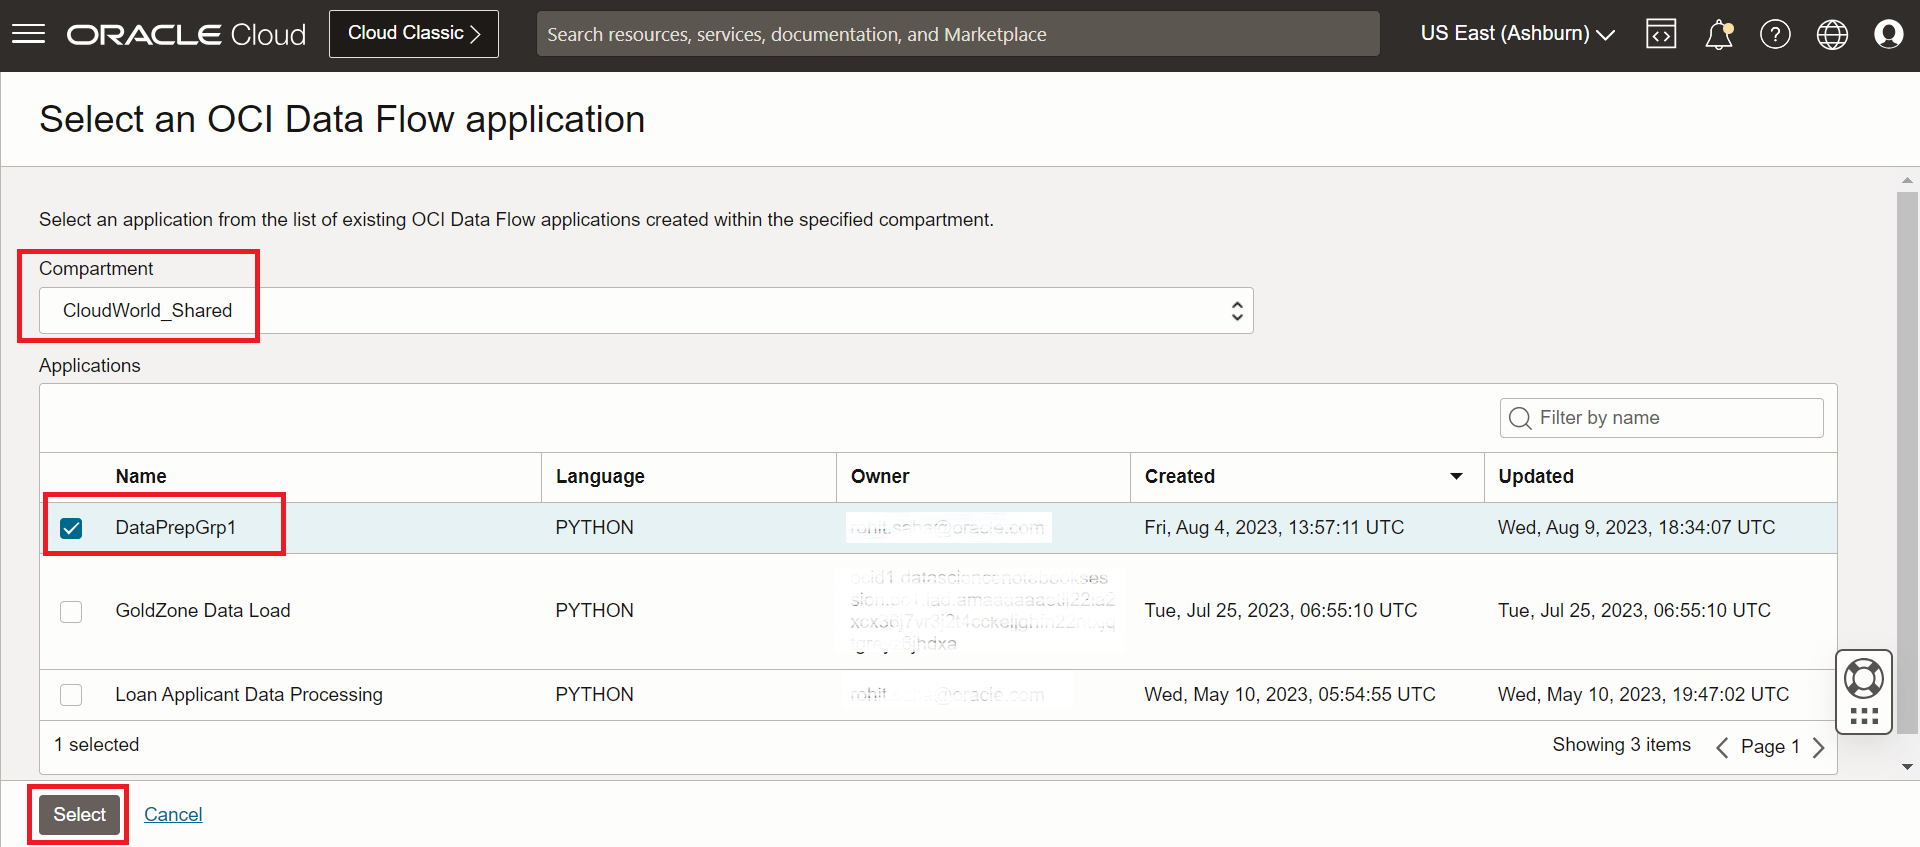 ORACLE Cloud
Cloud Classic
Search resources, services, documentation, and Marketplace
US East (Ashburn)
Select an OCI Data Flow application
Select an application from the list of existing OCI Data Flow applications created within the specified compartment.
Compartment
CloudWorld_Shared
Applications
Filter by name
Name Language Owner Created Updated
DataPrepGrp1 PYTHON Fri, Aug 4, 2023, 13:57:11 UTC Wed, Aug 9, 2023, 18:34:07 UTC
GoldZone Data Load PYTHON Tue, Jul 25, 2023, 06:55:10 UTC Tue, Jul 25, 2023, 06:55:10 UTC
Loan Applicant Data Processing PYTHON Wed, May 10, 2023, 05:54:55 UTC Wed, May 10, 2023, 19:47:02 UTC
1 selected
Showing 3 items
Page 1
Select
Cancel